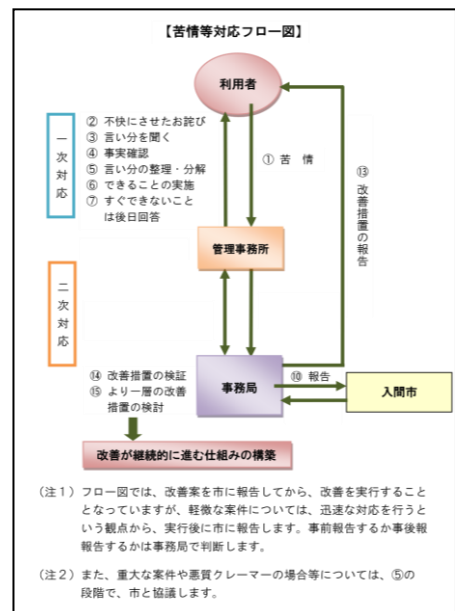 【苦情等対応フロー図】
利用者
一次対応
② 不快にさせたお詫び
③ 言い分を聞く
④ 事実確認
⑤ 言い分の整理・分解
⑥ できることの実施
⑦ すぐできないこと
は後日回答
① 苦 情
⑬ 改善措置の報告
管理事務所
二次対応
⑭ 改善措置の検証
⑮ より一層の改善
措置の検討
事務局
⑩ 報告
入間市
改善が継続的に進む仕組みの構築
（注１）フロー図では、改善案を市に報告してから、改善を実行すること
となっていますが、軽微な案件については、迅速な対応を行うと
いう観点から、実行後に市に報告します。事前報告するか事後報
報告するかは事務局で判断します。
（注２）また、重大な案件や悪質クレーマーの場合等については、⑤の
段階で、市と協議します。